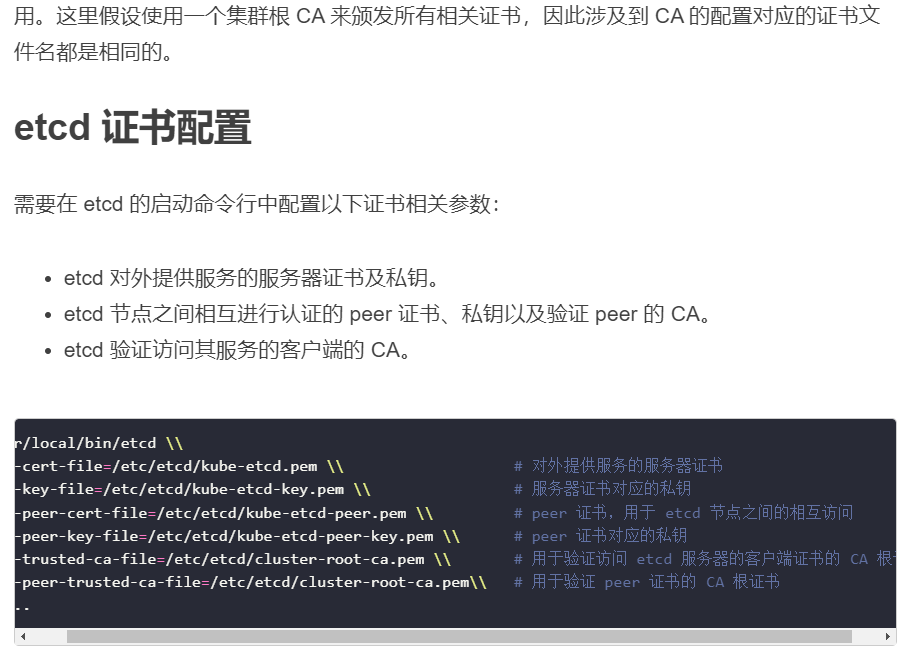 用。这里假设使用一个集群根 CA 来颁发所有相关证书，因此涉及到 CA 的配置对应的证书文
件名都是相同的。
etcd 证书配置
需要在 etcd 的启动命令行中配置以下证书相关参数：
• etcd 对外提供服务的服务器证书及私钥。
• etcd 节点之间相互进行认证的 peer 证书、私钥以及验证 peer 的 CA。
• etcd 验证访问其服务的客户端的 CA。
r/local/bin/etcd \\
-cert-file=/etc/etcd/kube-etcd.pem \\ # 对外提供服务的服务器证书
-key-file=/etc/etcd/kube-etcd-key.pem \\ # 服务器证书对应的私钥
-peer-cert-file=/etc/etcd/kube-etcd-peer.pem \\ # peer 证书，用于 etcd 节点之间的相互访问
-peer-key-file=/etc/etcd/kube-etcd-peer-key.pem \\ # peer 证书对应的私钥
-trusted-ca-file=/etc/etcd/cluster-root-ca.pem \\ # 用于验证访问 etcd 服务器的客户端证书的 CA 根
-peer-trusted-ca-file=/etc/etcd/cluster-root-ca.pem\\ # 用于验证 peer 证书的 CA 根证书
..